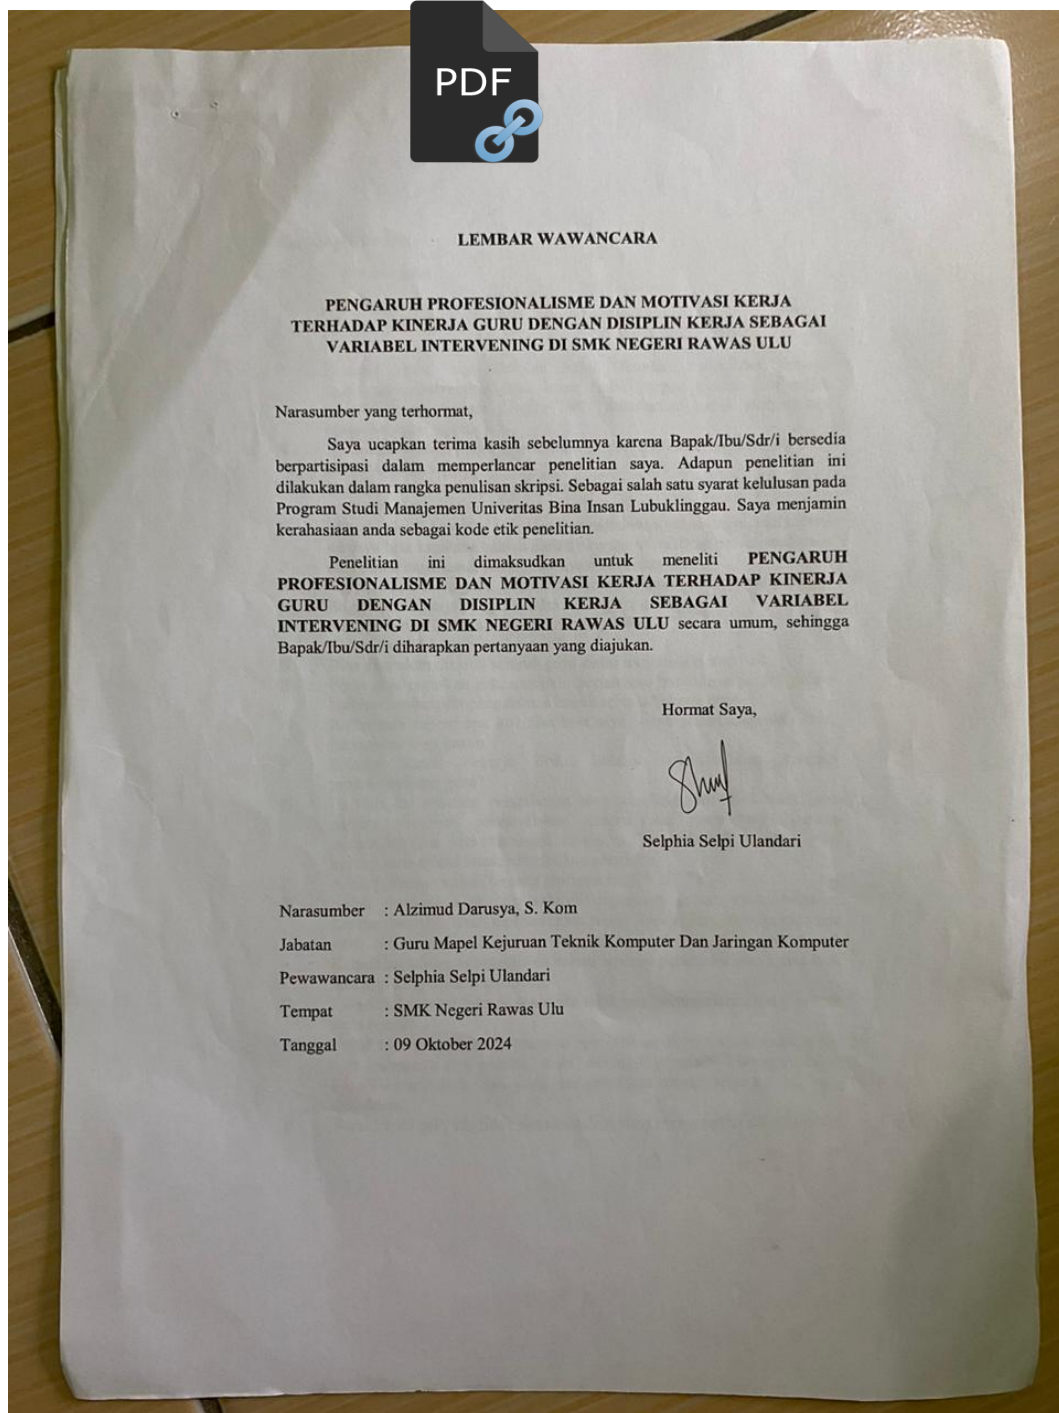 PDF
LEMBAR WAWANCARA
PENGARUH PROFESIONALISME DAN MOTIVASI KERJA
TERHADAP KINERJA GURU DENGAN DISIPLIN KERJA SEBAGAI
VARIABEL INTERVENING DI SMK NEGERI RAWAS ULU
Narasumber yang terhormat,
Saya ucapkan terima kasih sebelumnya karena Bapak/Ibu/Sdr/i bersedia
berpartisipasi dalam memperlancar penelitian saya. Adapun penelitian ini
dilakukan dalam rangka penulisan skripsi. Sebagai salah satu syarat kelulusan pada
Program Studi Manajemen Univeritas Bina Insan Lubuklinggau. Saya menjamin
kerahasiaan anda sebagai kode etik penelitian.
Penelitian ini dimaksudkan untuk meneliti PENGARUH
PROFESIONALISME DAN MOTIVASI KERJA TERHADAP KINERJA
GURU DENGAN DISIPLIN KERJA SEBAGAI VARIABEL
INTERVENING DI SMK NEGERI RAWAS ULU secara umum, sehingga
Bapak/Ibu/Sdr/i diharapkan pertanyaan yang diajukan.
Hormat Saya,
Selphia Selpi Ulandari
Narasumber : Alzimud Darusya, S. Kom
Jabatan : Guru Mapel Kejuruan Teknik Komputer Dan Jaringan Komputer
Pewawancara : Selphia Selpi Ulandari
Tempat : SMK Negeri Rawas Ulu
Tanggal : 09 Oktober 2024